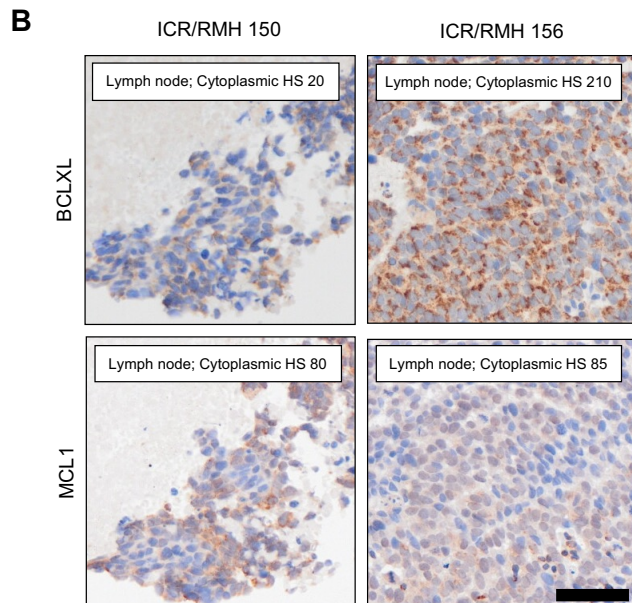 B
ICR/RMH 150
ICR/RMH 156
BCLXL
Lymph node; Cytoplasmic HS 20
Lymph node; Cytoplasmic HS 210
MCL1
Lymph node; Cytoplasmic HS 80
Lymph node; Cytoplasmic HS 85